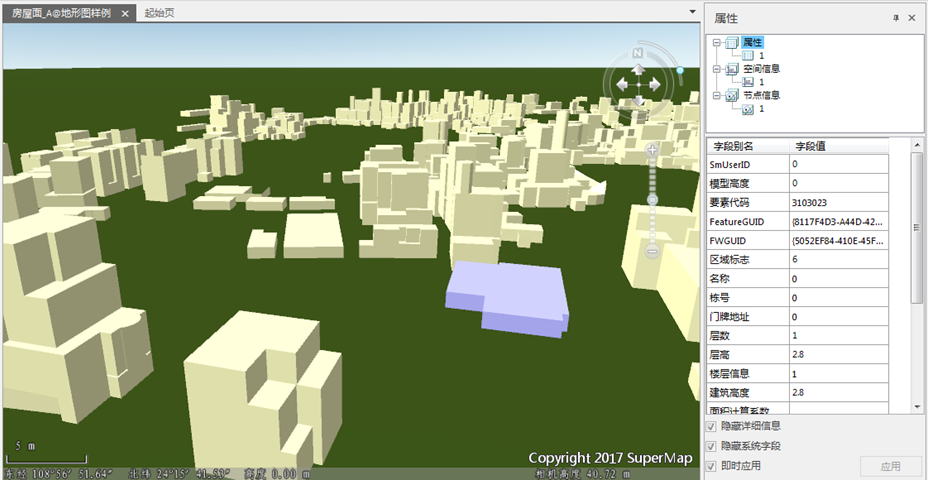 房屋面_A@地形图样例 ×
起始页
N
5 m
东经 108°56′ 51.64″ 北纬 24°15′ 41.53″ 高度 0.00 m
相机高度 40.72 m
Copyright 2017 SuperMap
属性
属性
1
空间信息
1
节点信息
1
字段别名 字段值
SmUserID 0
模型高度 0
要素代码 3103023
FeatureGUID {8117F4D3-A44D-42...
FWGUID {5052EF84-410E-45F...
区域标志 6
名称 0
栋号 0
门牌地址 0
层数 1
层高 2.8
楼层信息 1
建筑高度 2.8
面积计算系数
隐藏详细信息
隐藏系统字段
即时应用
应用